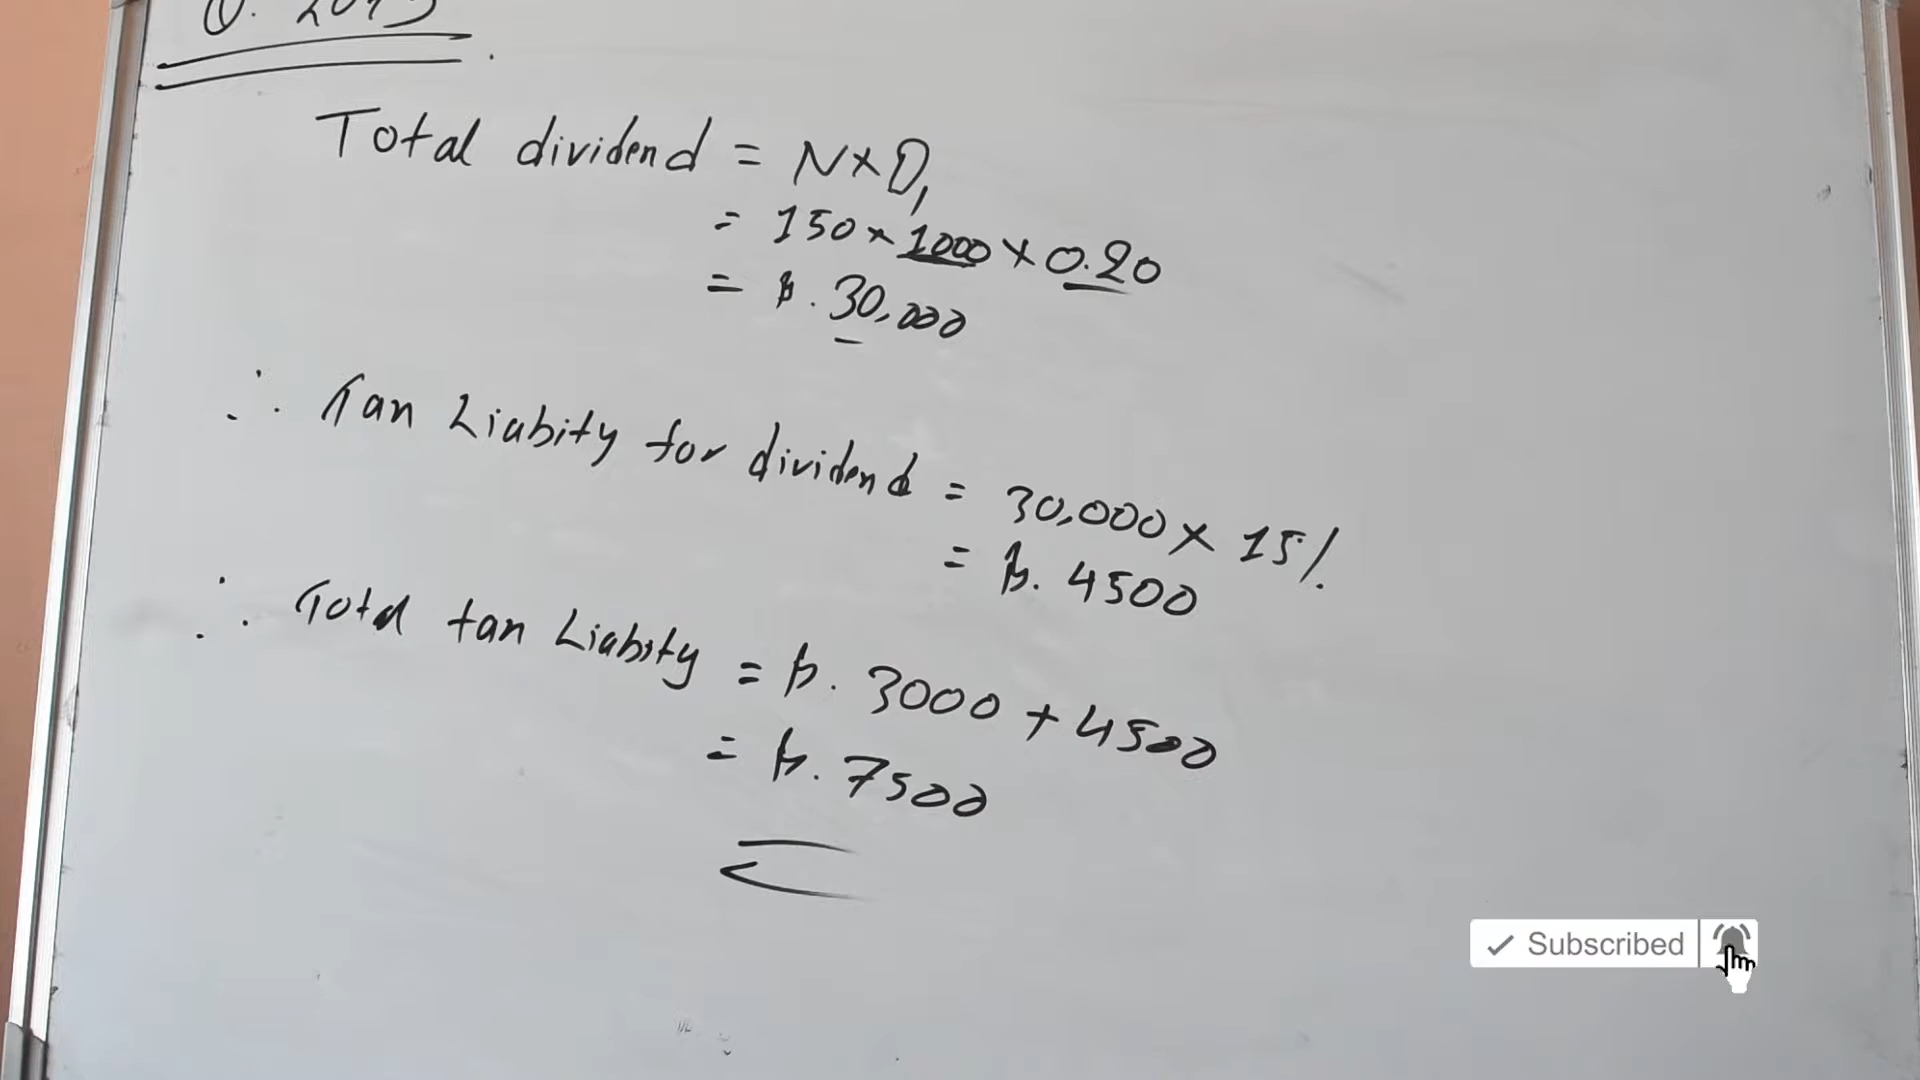 Q. 2015
Total dividend = N×D₁
= 150 × 1000 × 0.20
= Rs. 30,000
∴ Tax Liabity for dividend = 30,000 × 15%
= Rs. 4500
∴ Total tax Liabity = Rs. 3000 + 4500
= Rs. 7500
Subscribed